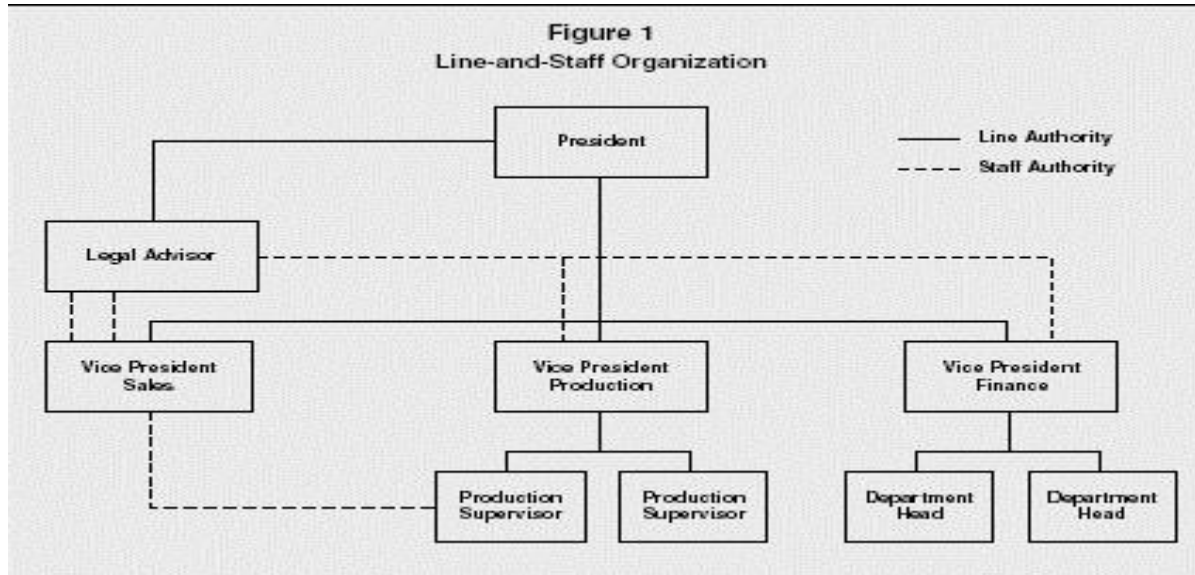 Figure 1
Line-and-Staff Organization
President
Line Authority
Staff Authority
Legal Advisor
Vice President
Sales
Vice President
Production
Vice President
Finance
Production
Supervisor
Production
Supervisor
Department
Head
Department
Head